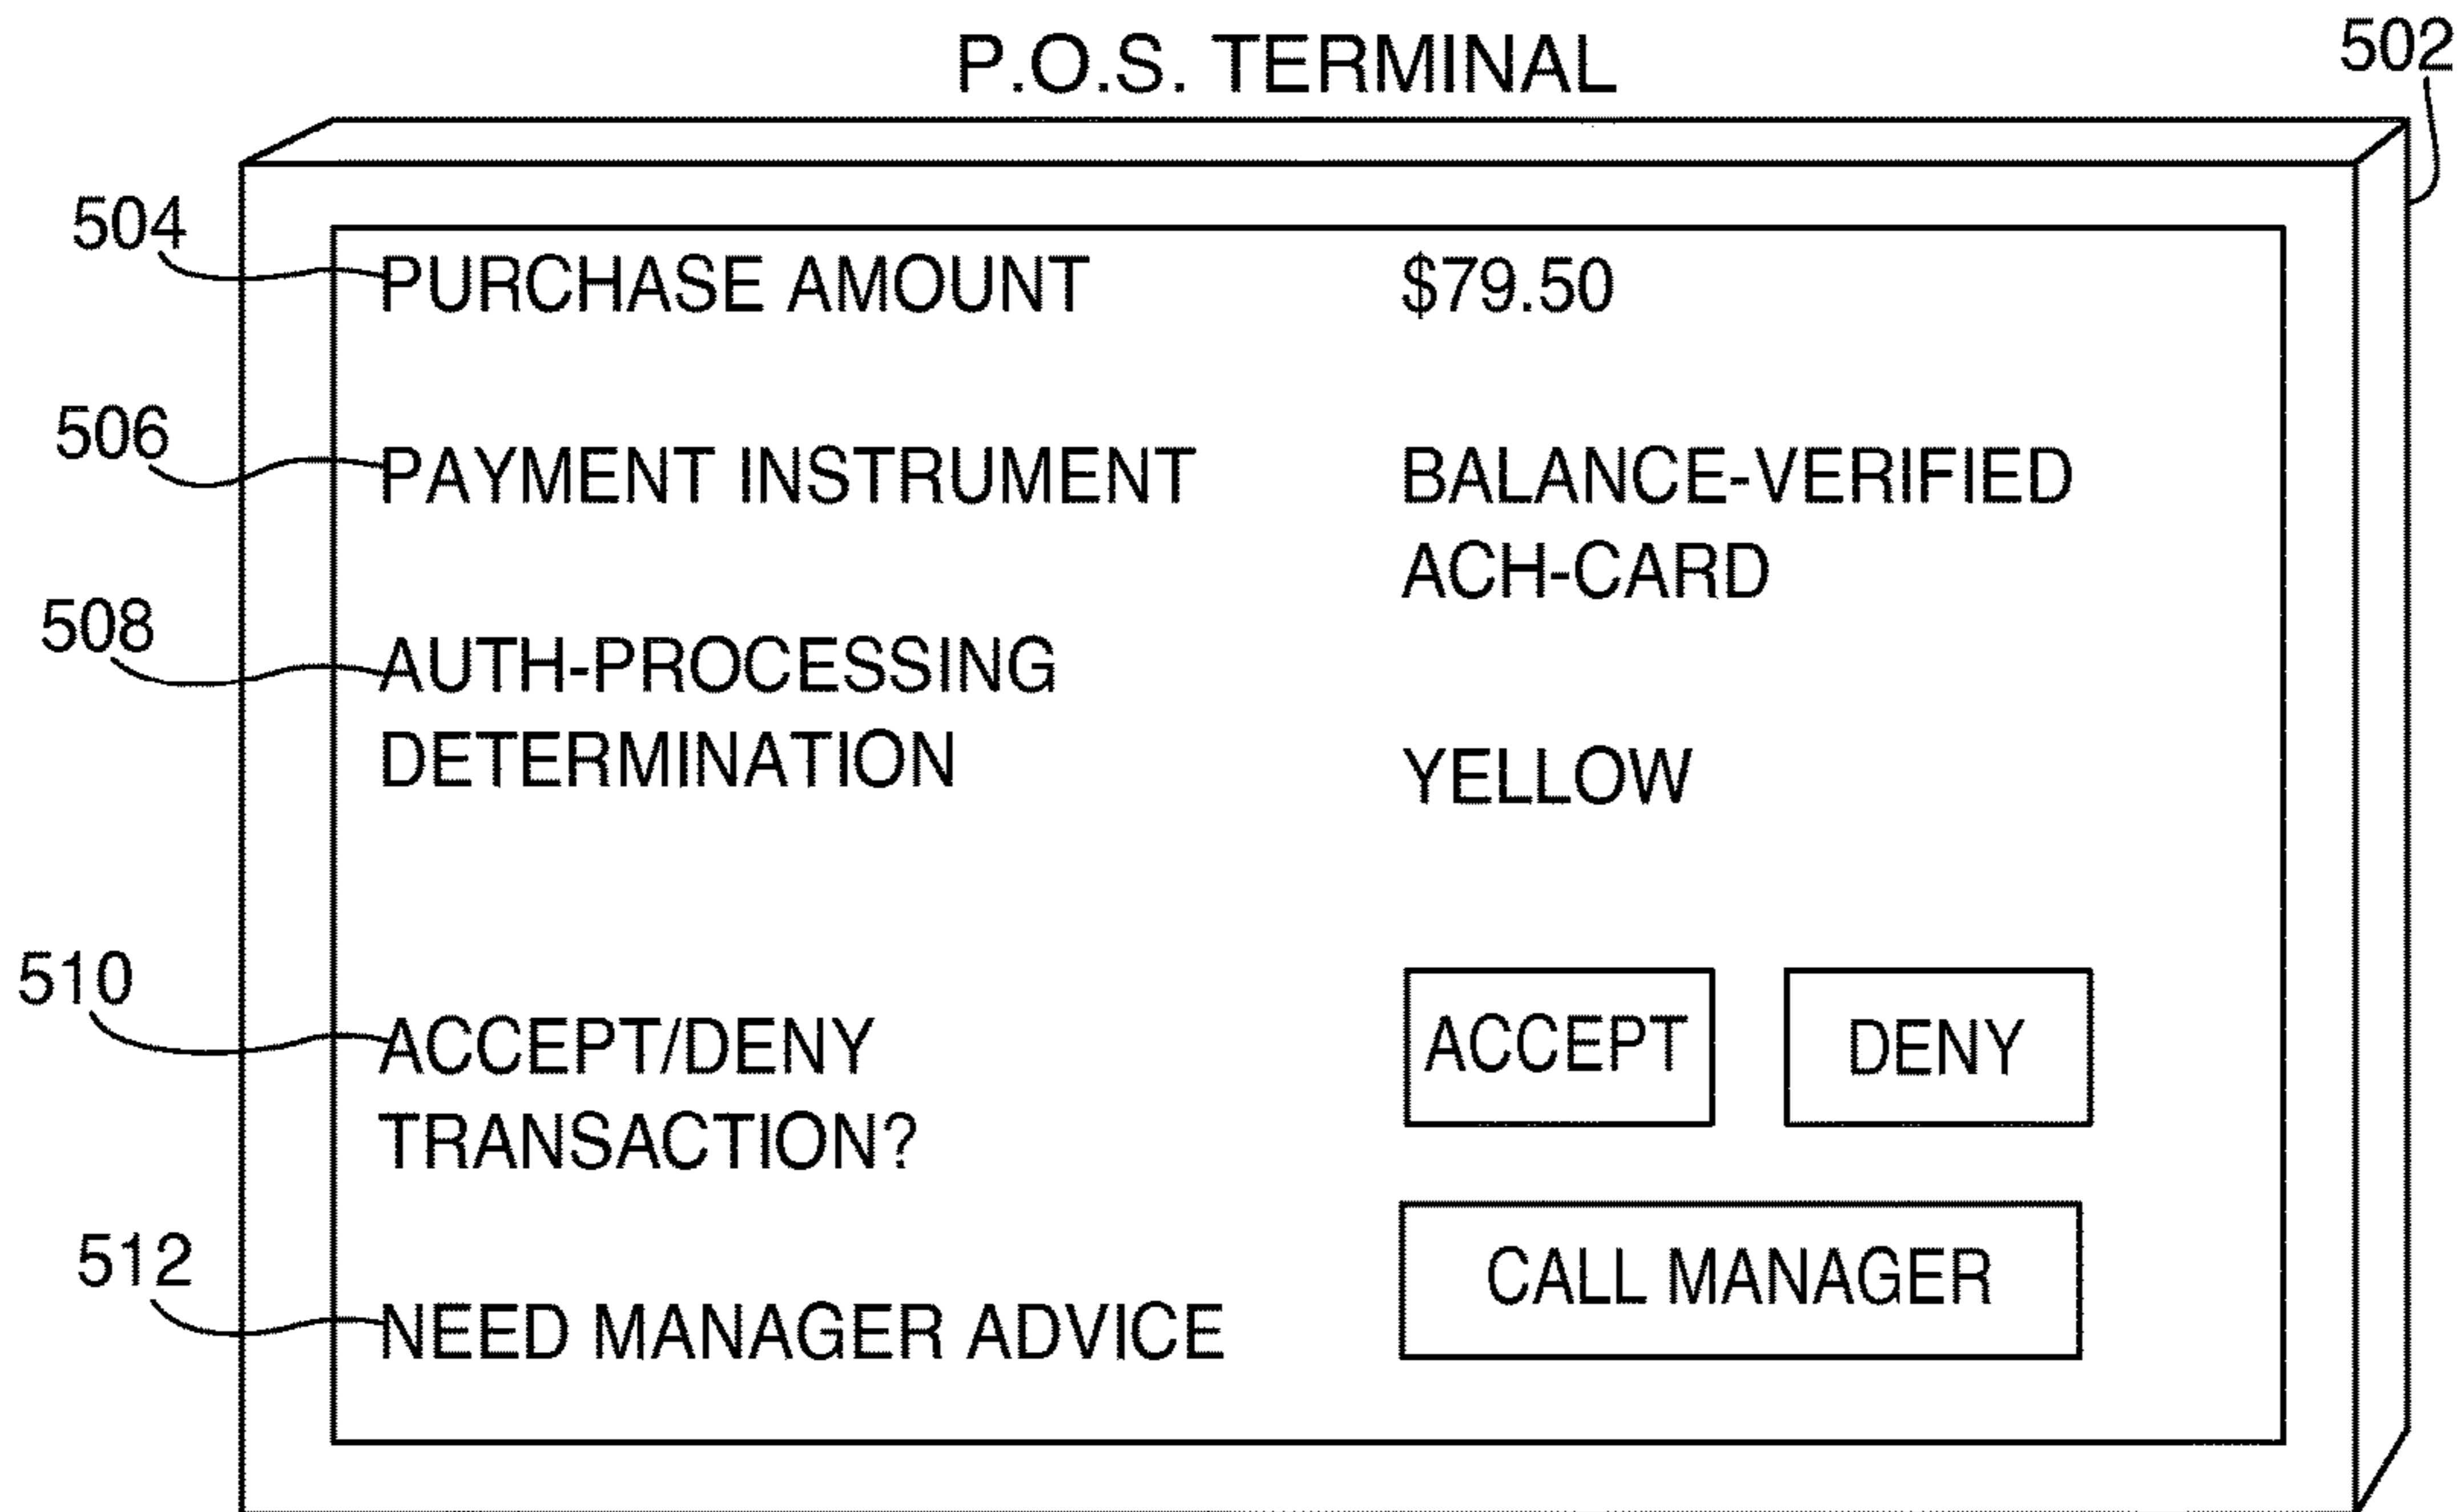 P.O.S. TERMINAL
502
504
PURCHASE AMOUNT $79.50
506
PAYMENT INSTRUMENT BALANCE-VERIFIED
ACH-CARD
508
AUTH-PROCESSING
DETERMINATION YELLOW
510
ACCEPT/DENY ACCEPT DENY
TRANSACTION?
512
NEED MANAGER ADVICE CALL MANAGER